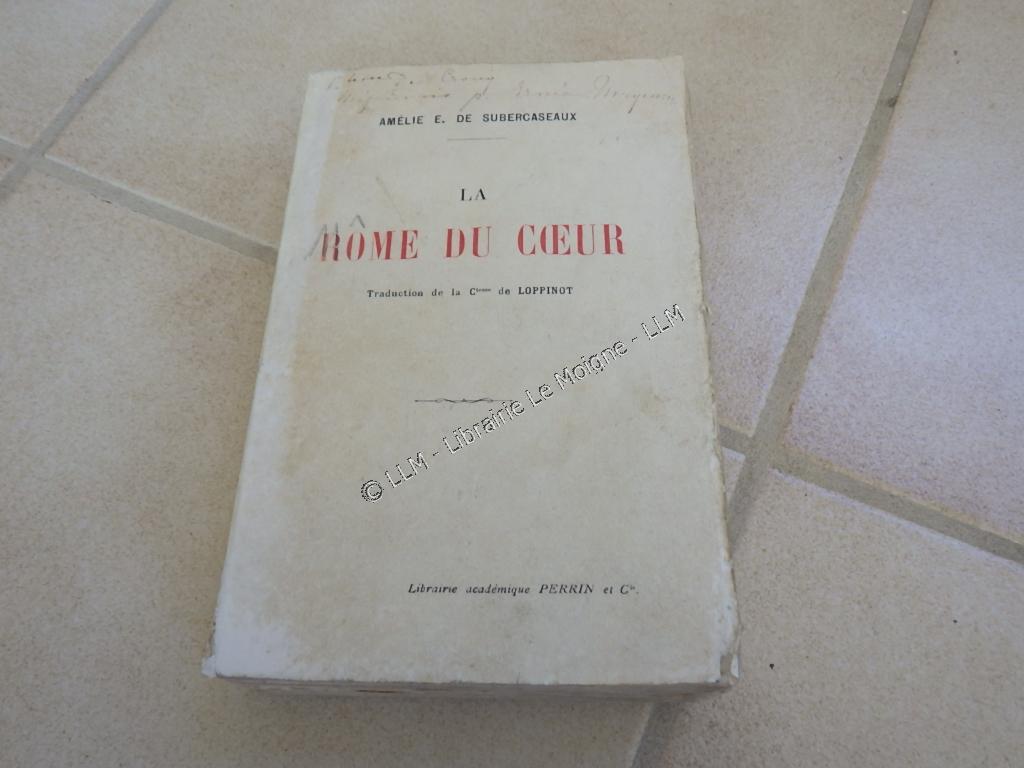 AMÉLIE E. DE SUBERCASEAUX
LA
ROME DU CŒUR
Traduction de la Ctesse de LOPPINOT
© LLM - Librairie Le Moigne - LLM
Librairie académique PERRIN et Cie.